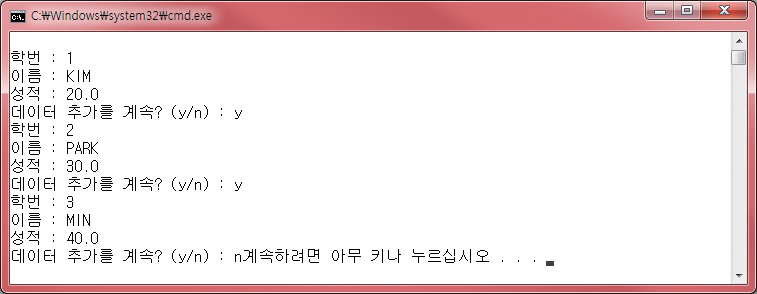 C:₩Windows₩system32₩cmd.exe
학번 : 1
이름 : KIM
성적 : 20.0
데이터 추가를 계속? (y/n) : y
학번 : 2
이름 : PARK
성적 : 30.0
데이터 추가를 계속? (y/n) : y
학번 : 3
이름 : MIN
성적 : 40.0
데이터 추가를 계속? (y/n) : n계속하려면 아무 키나 누르십시오 . . .